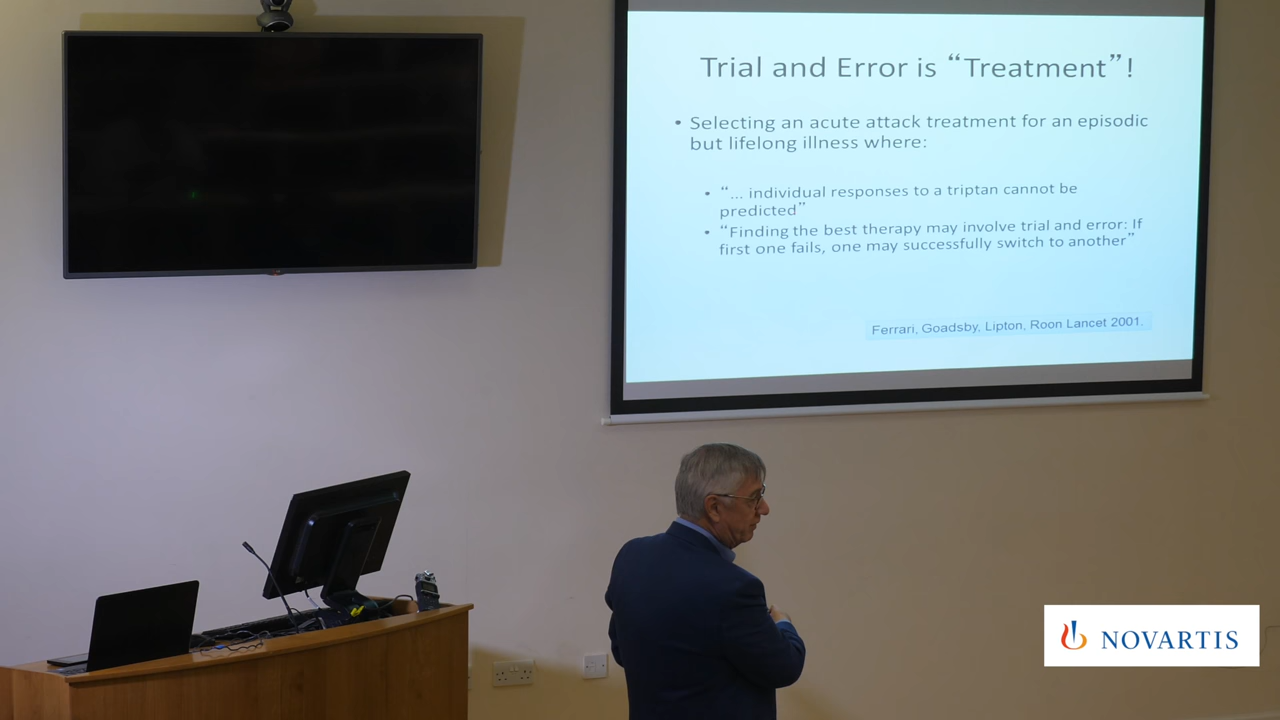 Trial and Error is “Treatment”!
• Selecting an acute attack treatment for an episodic
but lifelong illness where:
• “... individual responses to a triptan cannot be
predicted”
• “Finding the best therapy may involve trial and error: If
first one fails, one may successfully switch to another”
Ferrari, Goadsby, Lipton, Roon Lancet 2001.
NOVARTIS